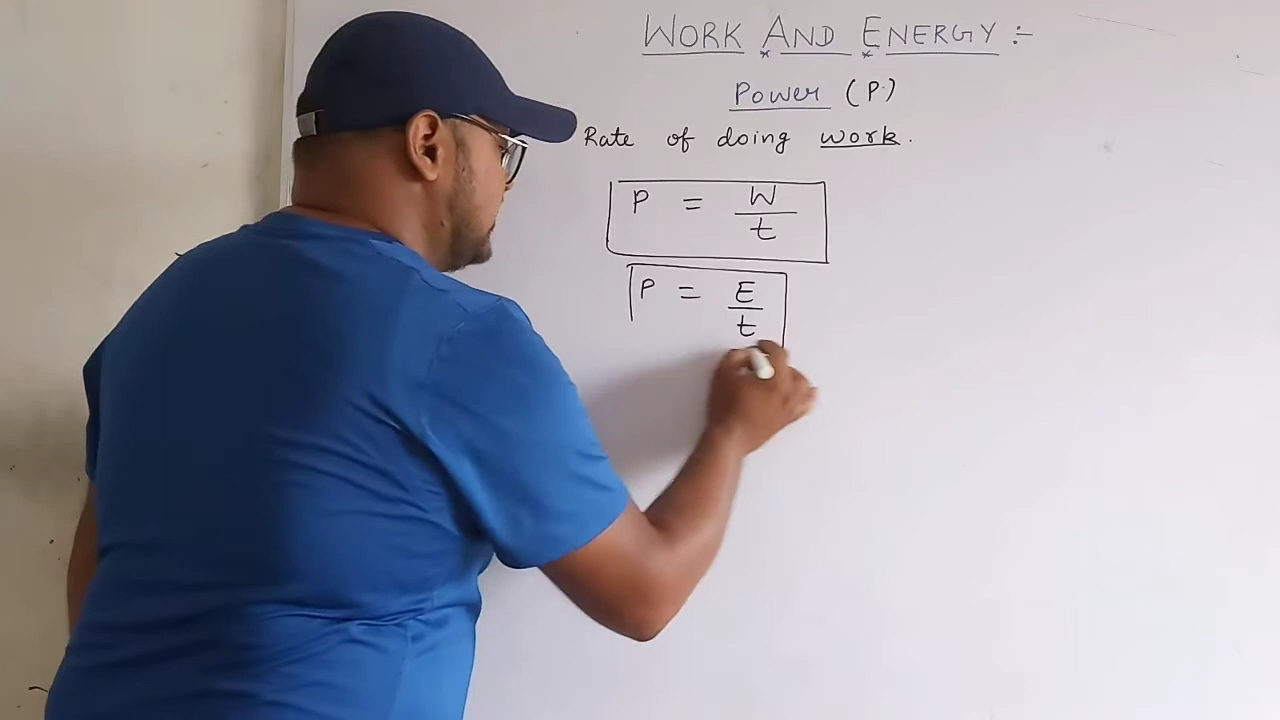 WORK AND ENERGY :-
Power (P.)
Rate of doing work.
P = W/t
P = E/t